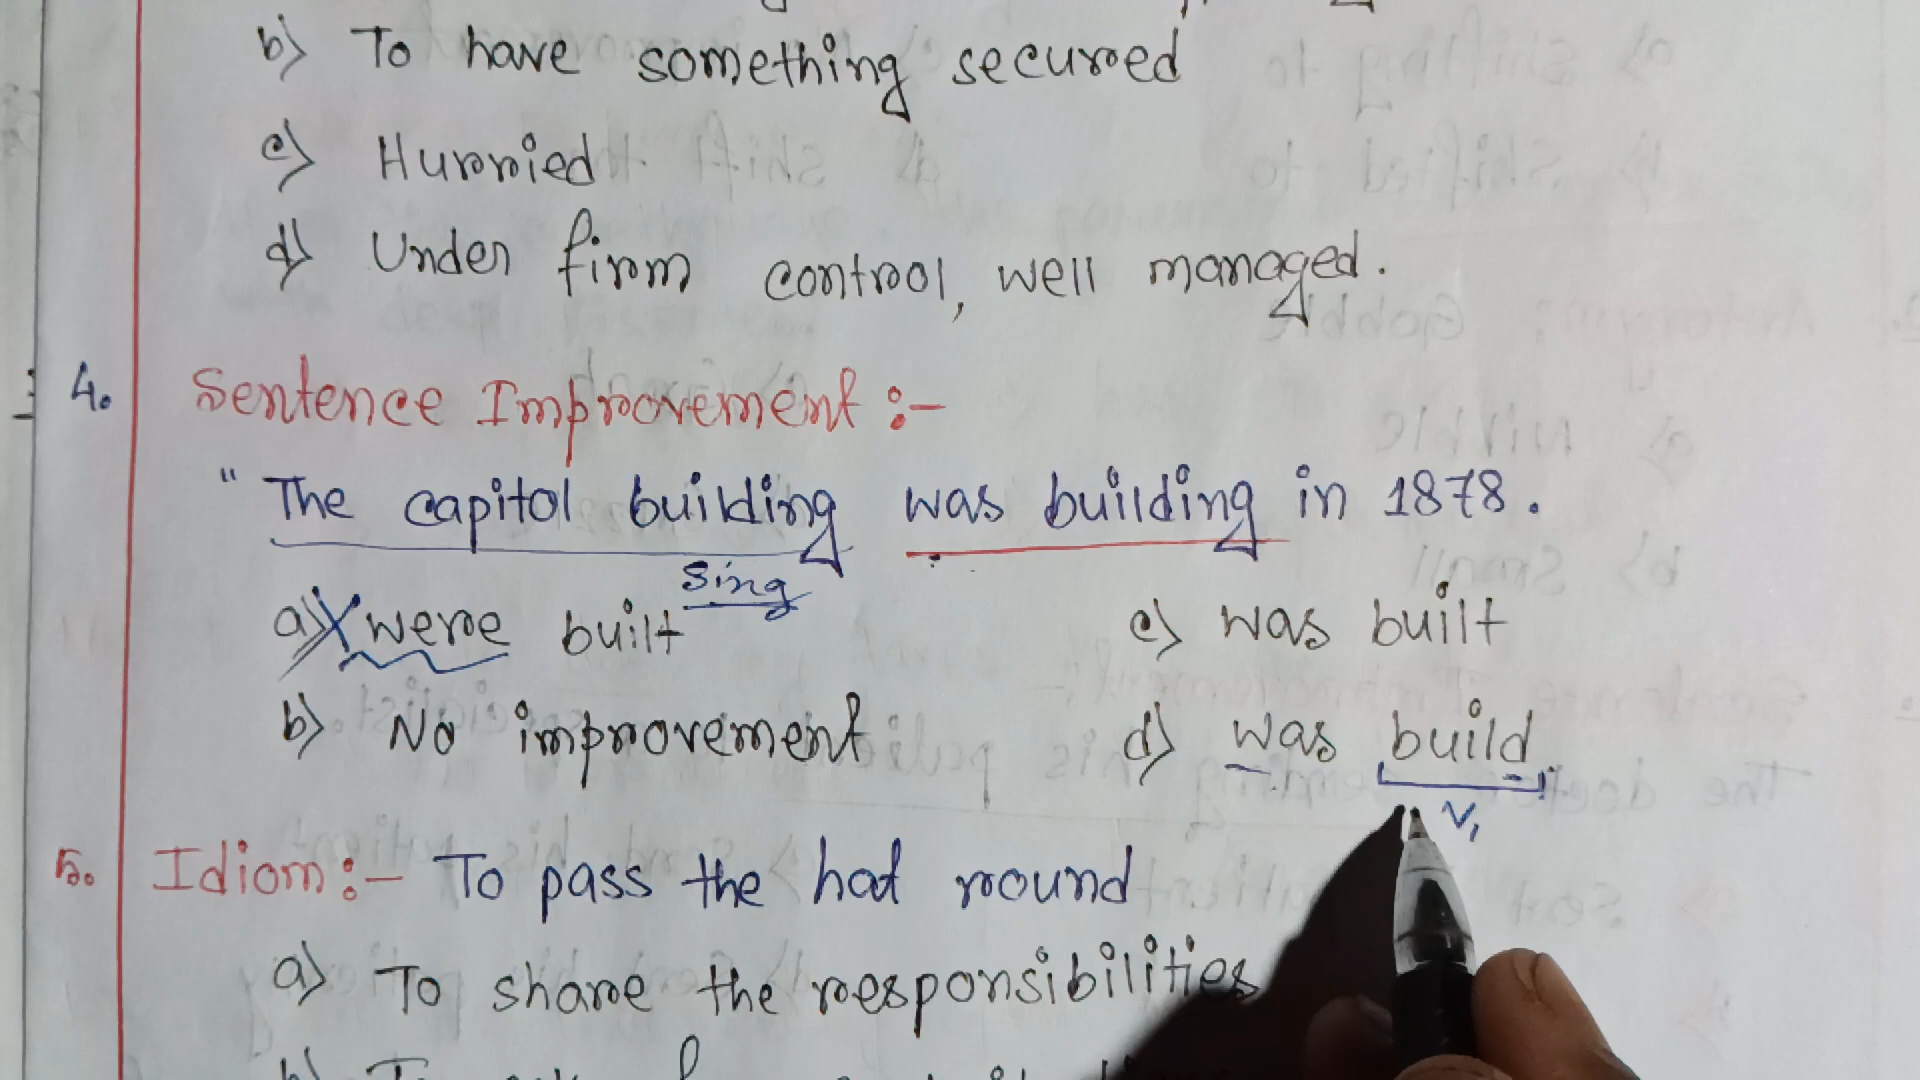 b) To have something secured
c) Hurried
d) Under firm control, well managed.
4. Sentence Improvement :-
" The capitol building was building in 1878.
sing
a) were built c) was built
b) No improvement d) was build.
V1
5. Idiom :- To pass the hat round
a) To share the responsibilities
b) To